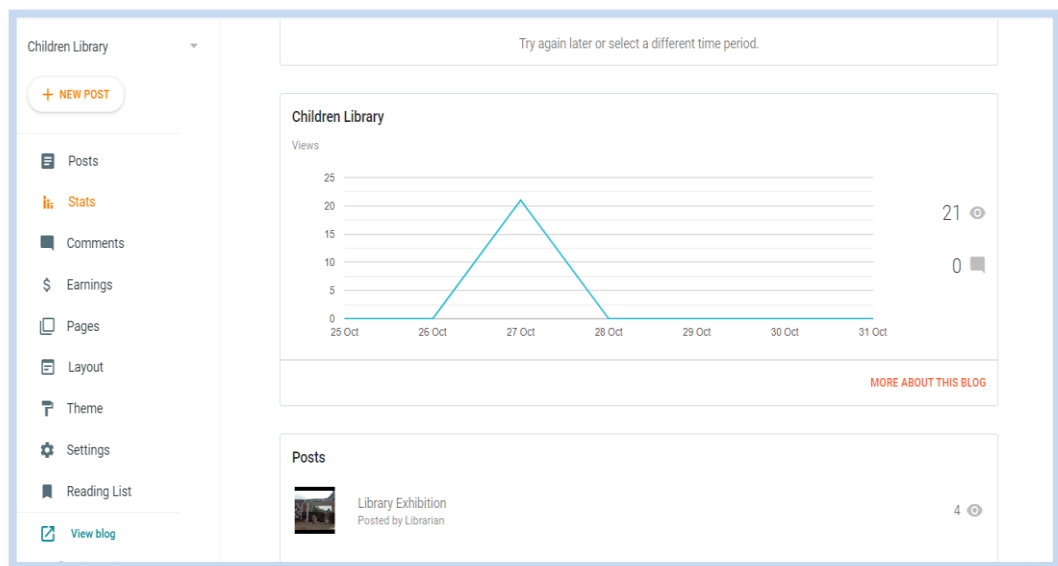 Children Library
+ NEW POST
Posts
Stats
Comments
$ Earnings
Pages
Layout
Theme
Settings
Reading List
View blog
Try again later or select a different time period.
Children Library
Views
25
20
15
10
5
0
25 Oct 26 Oct 27 Oct 28 Oct 29 Oct 30 Oct 31 Oct
21
0
MORE ABOUT THIS BLOG
Posts
Library Exhibition
Posted by Librarian
4